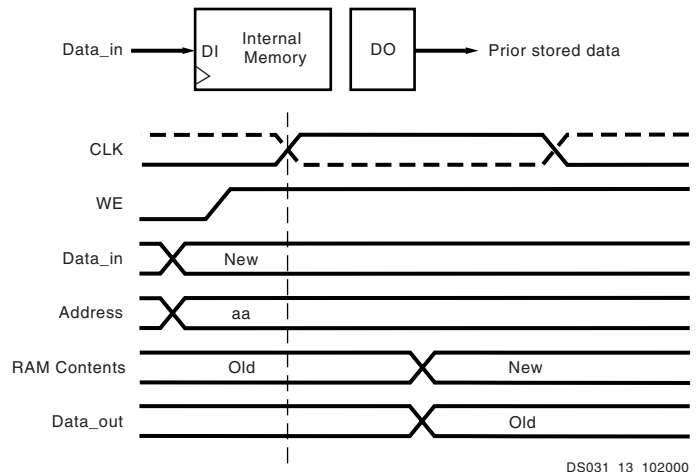 Data_in
DI
Internal
Memory
DO
Prior stored data
CLK
WE
Data_in
New
Address
aa
RAM Contents
Old
New
Data_out
Old
DS031_13_102000